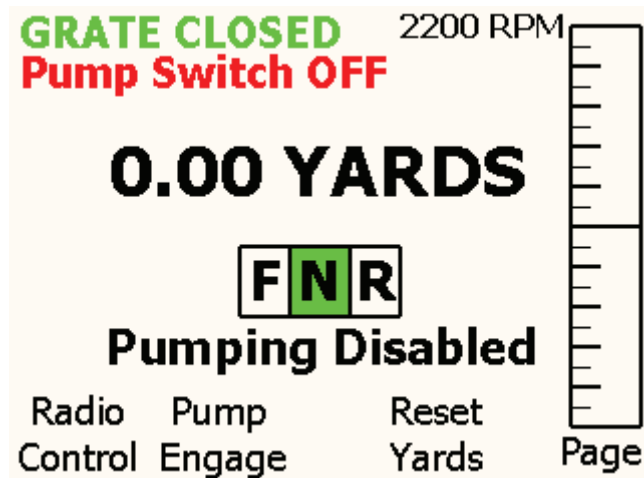 GRATE CLOSED 2200 RPM
Pump Switch OFF
0.00 YARDS
F N R
Pumping Disabled
Radio Pump Reset
Control Engage Yards Page